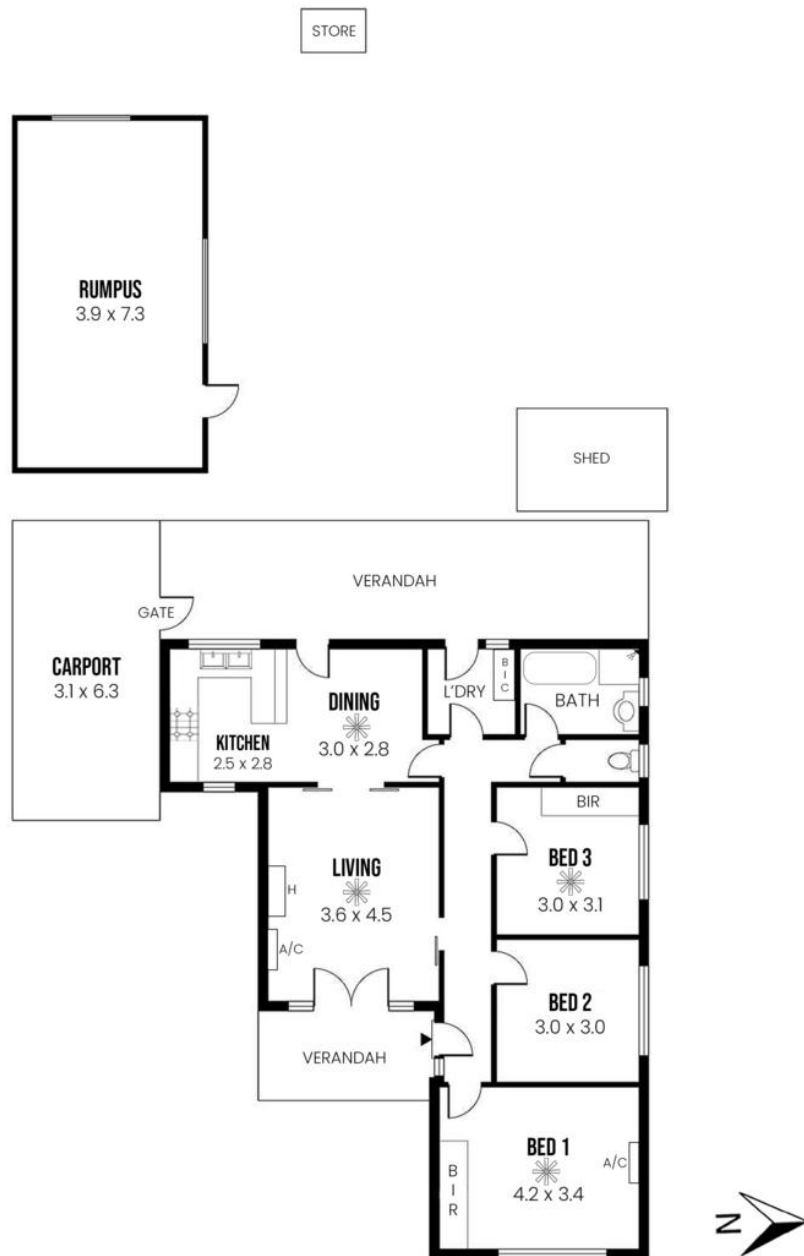 STORE
RUMPUS
3.9 x 7.3
SHED
VERANDAH
GATE
CARPORT
3.1 x 6.3
KITCHEN
2.5 x 2.8
DINING
3.0 x 2.8
L'DRY
B
I
C
BATH
LIVING
3.6 x 4.5
H
A/C
BIR
BED 3
3.0 x 3.1
BED 2
3.0 x 3.0
VERANDAH
BED 1
4.2 x 3.4
B
I
R
A/C
N